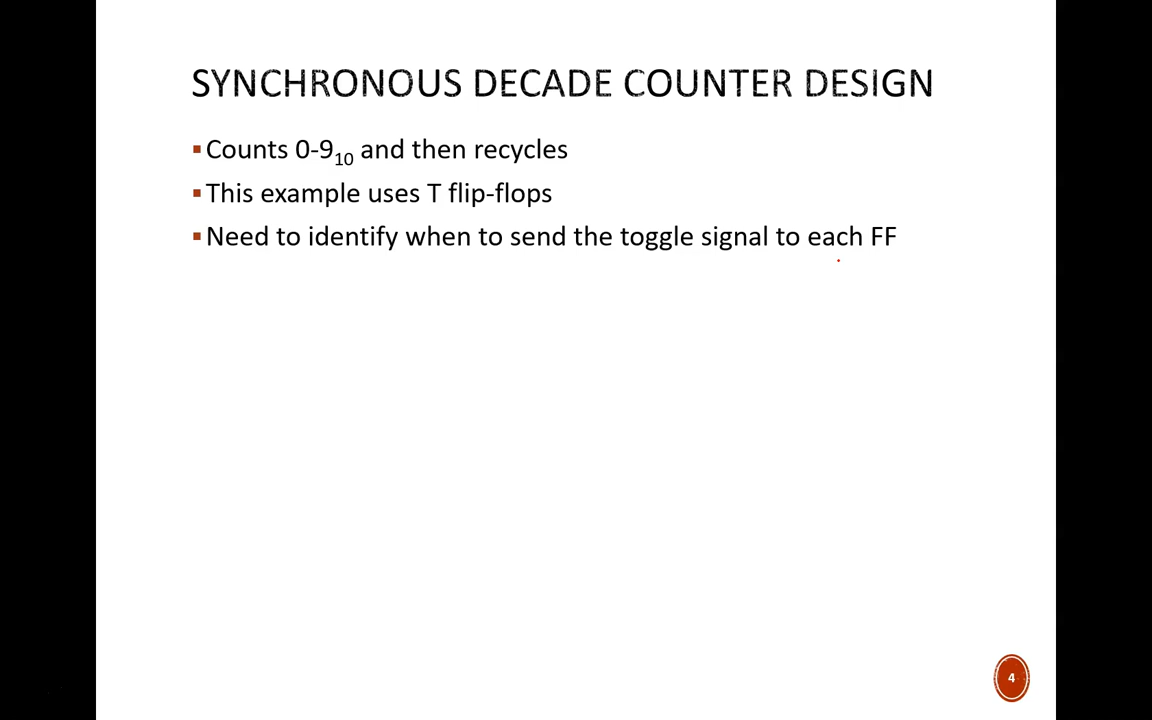 SYNCHRONOUS DECADE COUNTER DESIGN
▪Counts 0-9₁₀ and then recycles
▪This example uses T flip-flops
▪Need to identify when to send the toggle signal to each FF
4